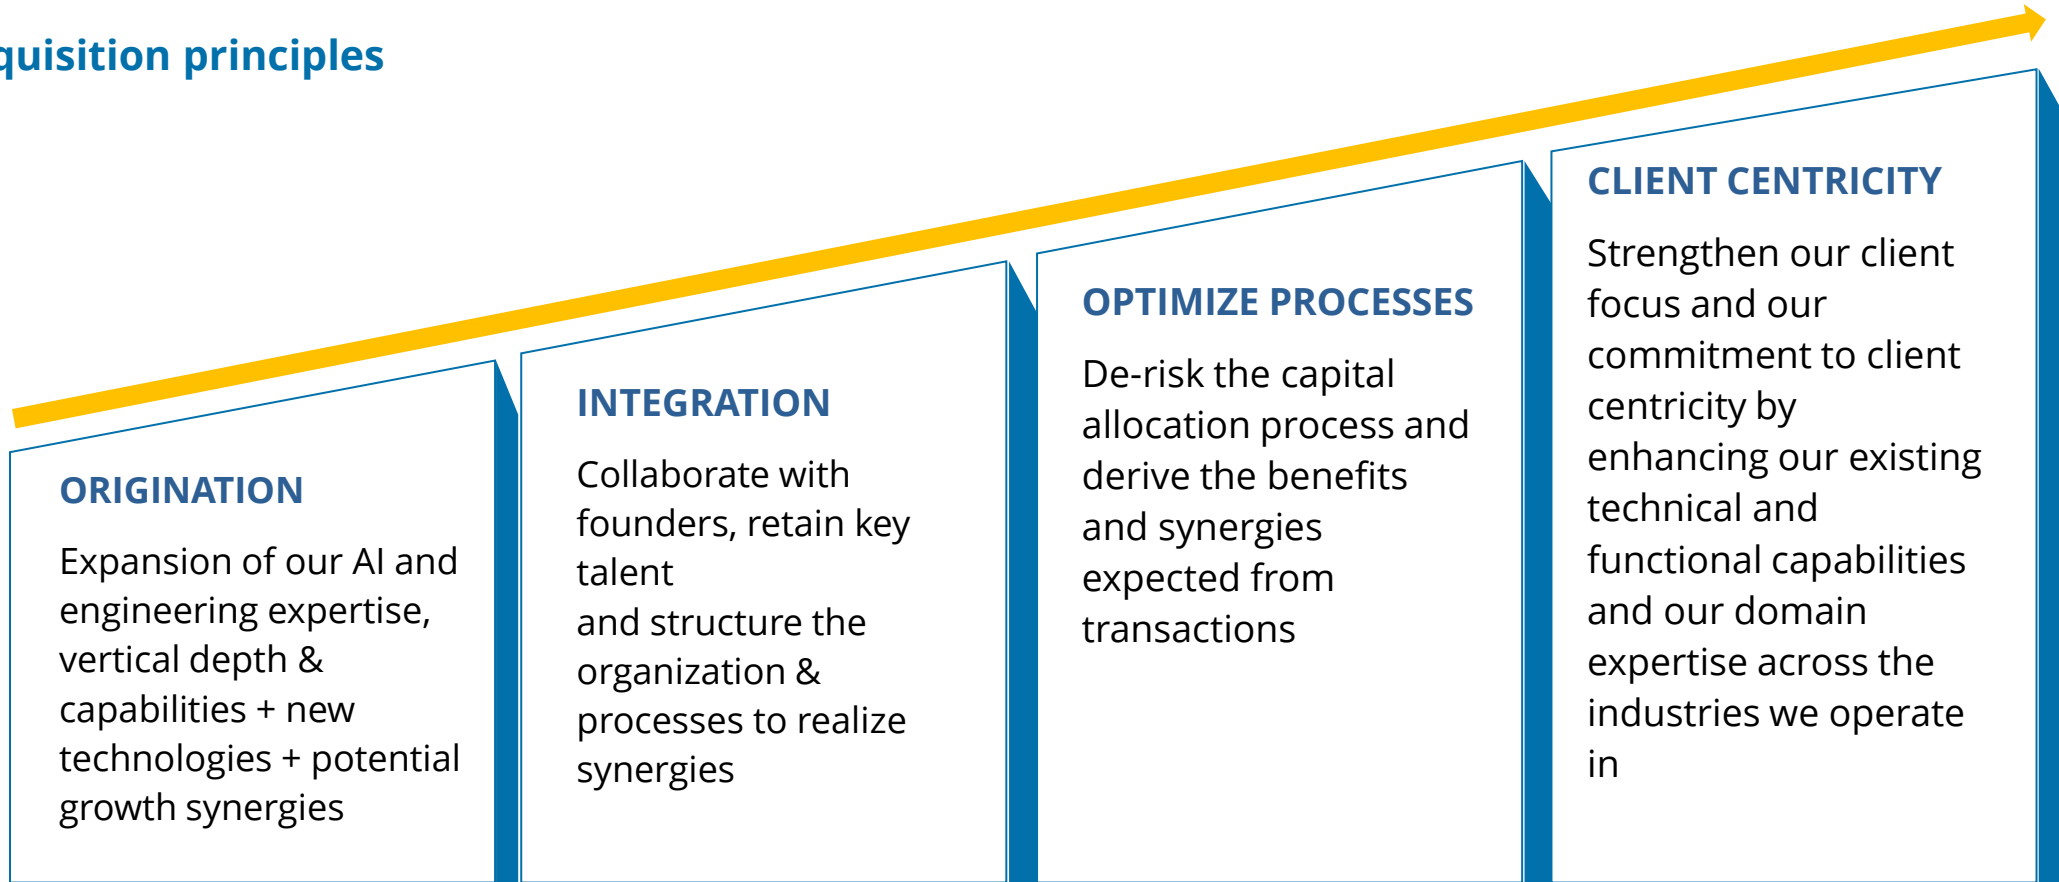 quisition principles
ORIGINATION
Expansion of our AI and
engineering expertise,
vertical depth &
capabilities + new
technologies + potential
growth synergies
INTEGRATION
Collaborate with
founders, retain key
talent
and structure the
organization &
processes to realize
synergies
OPTIMIZE PROCESSES
De-risk the capital
allocation process and
derive the benefits
and synergies
expected from
transactions
CLIENT CENTRICITY
Strengthen our client
focus and our
commitment to client
centricity by
enhancing our existing
technical and
functional capabilities
and our domain
expertise across the
industries we operate
in